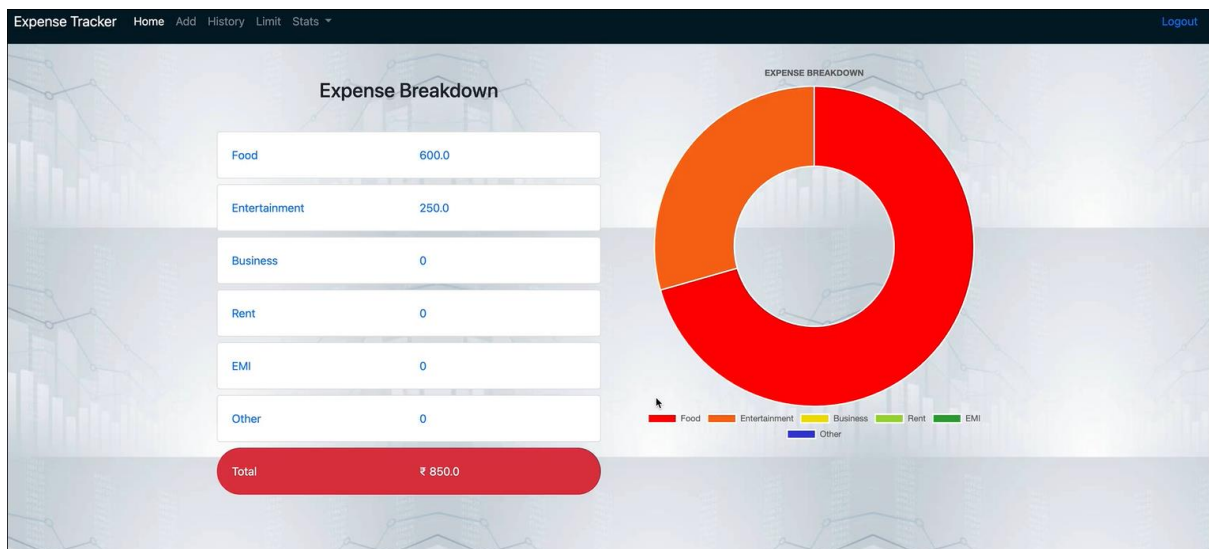 Expense Tracker Home Add History Limit Stats Logout
Expense Breakdown
Food 600.0
Entertainment 250.0
Business 0
Rent 0
EMI 0
Other 0
Total ₹ 850.0
EXPENSE BREAKDOWN
Food Entertainment Business Rent EMI
Other